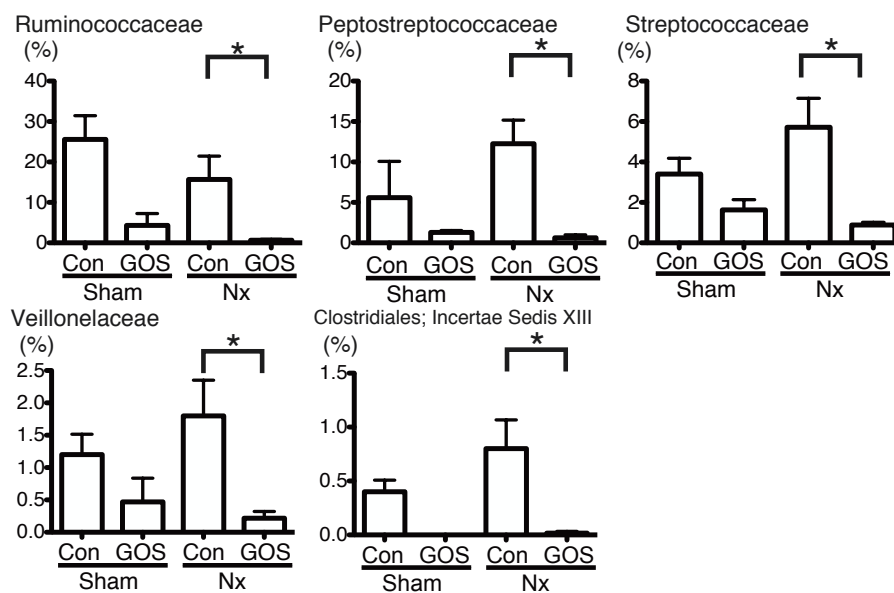 Ruminococcaceae
(%)
*
40
30
20
10
0
Con GOS Con GOS
Sham Nx
Peptostreptococcaceae
(%)
*
20
15
10
5
0
Con GOS Con GOS
Sham Nx
Streptococcaceae
(%)
*
8
6
4
2
0
Con GOS Con GOS
Sham Nx
Veillonelaceae
(%)
*
2.5
2.0
1.5
1.0
0.5
0.0
Con GOS Con GOS
Sham Nx
Clostridiales; Incertae Sedis XIII
(%)
*
1.5
1.0
0.5
0.0
Con GOS Con GOS
Sham Nx